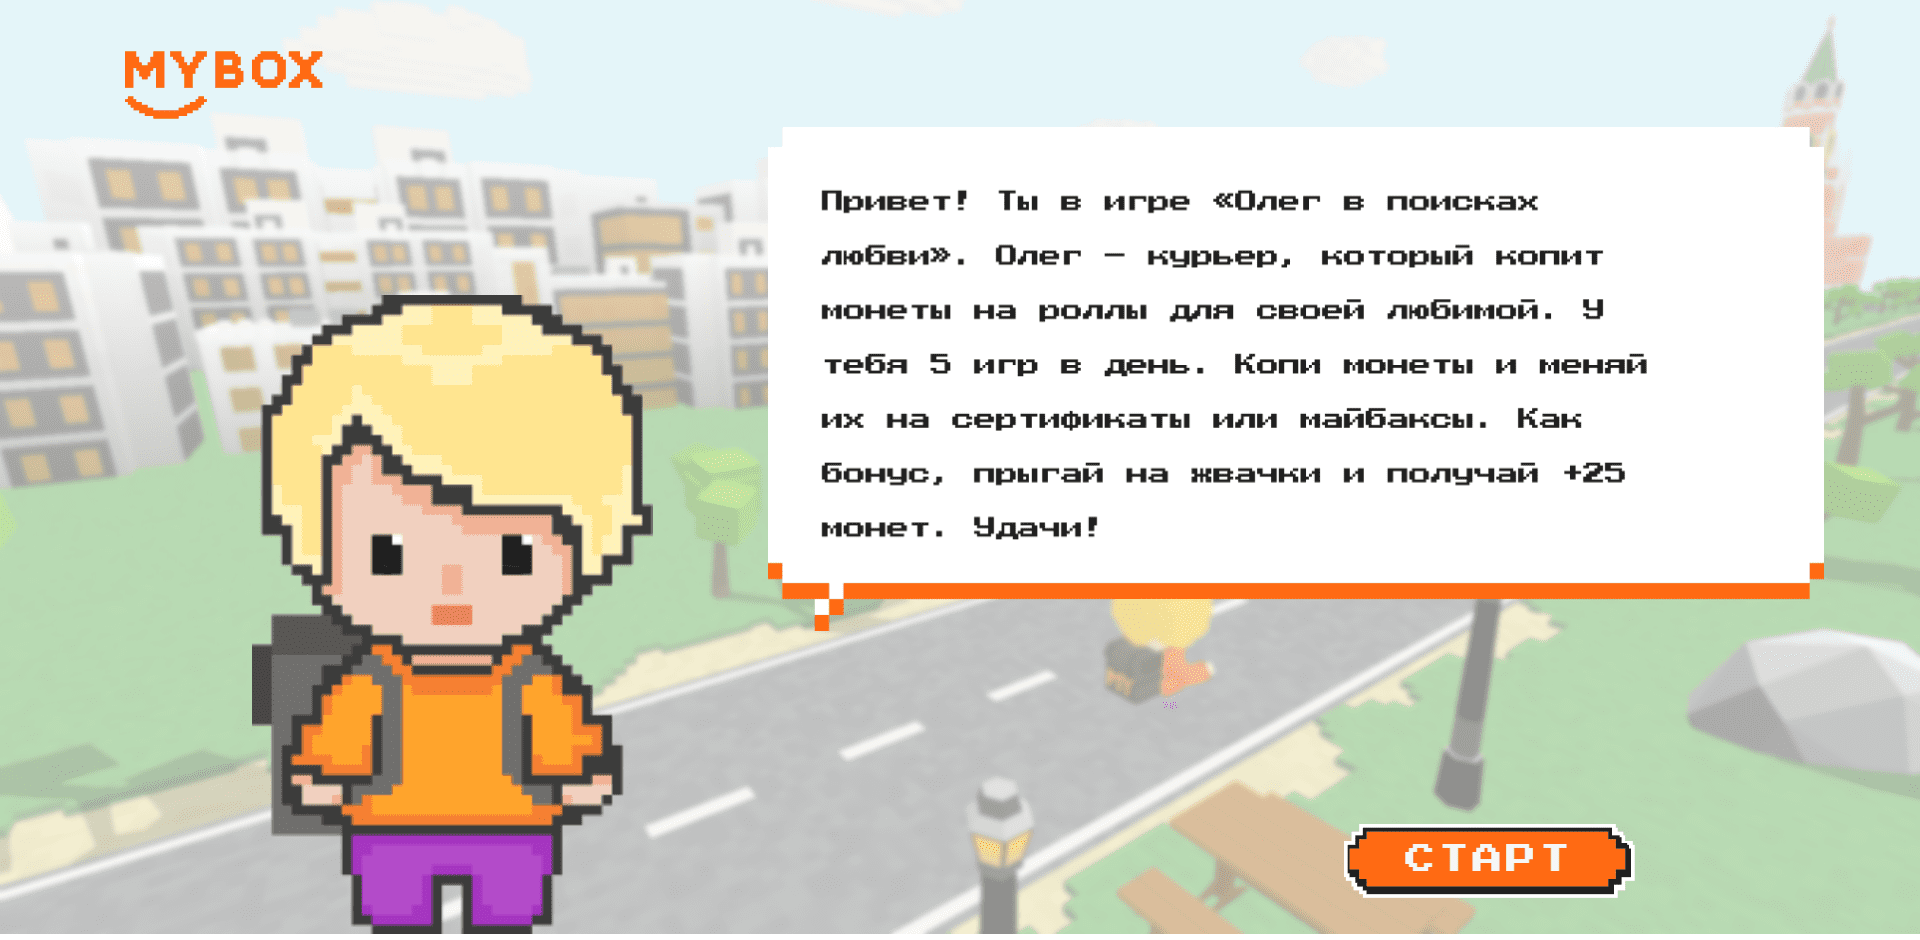 MYBOX
Привет! Ты в игре «Олег в поисках
любви». Олег – курьер, который копит
монеты на роллы для своей любимой. У
тебя 5 игр в день. Копи монеты и меняй
их на сертификаты или майбаксы. Как
бонус, прыгай на жвачки и получай +25
монет. Удачи!
СТАРТ